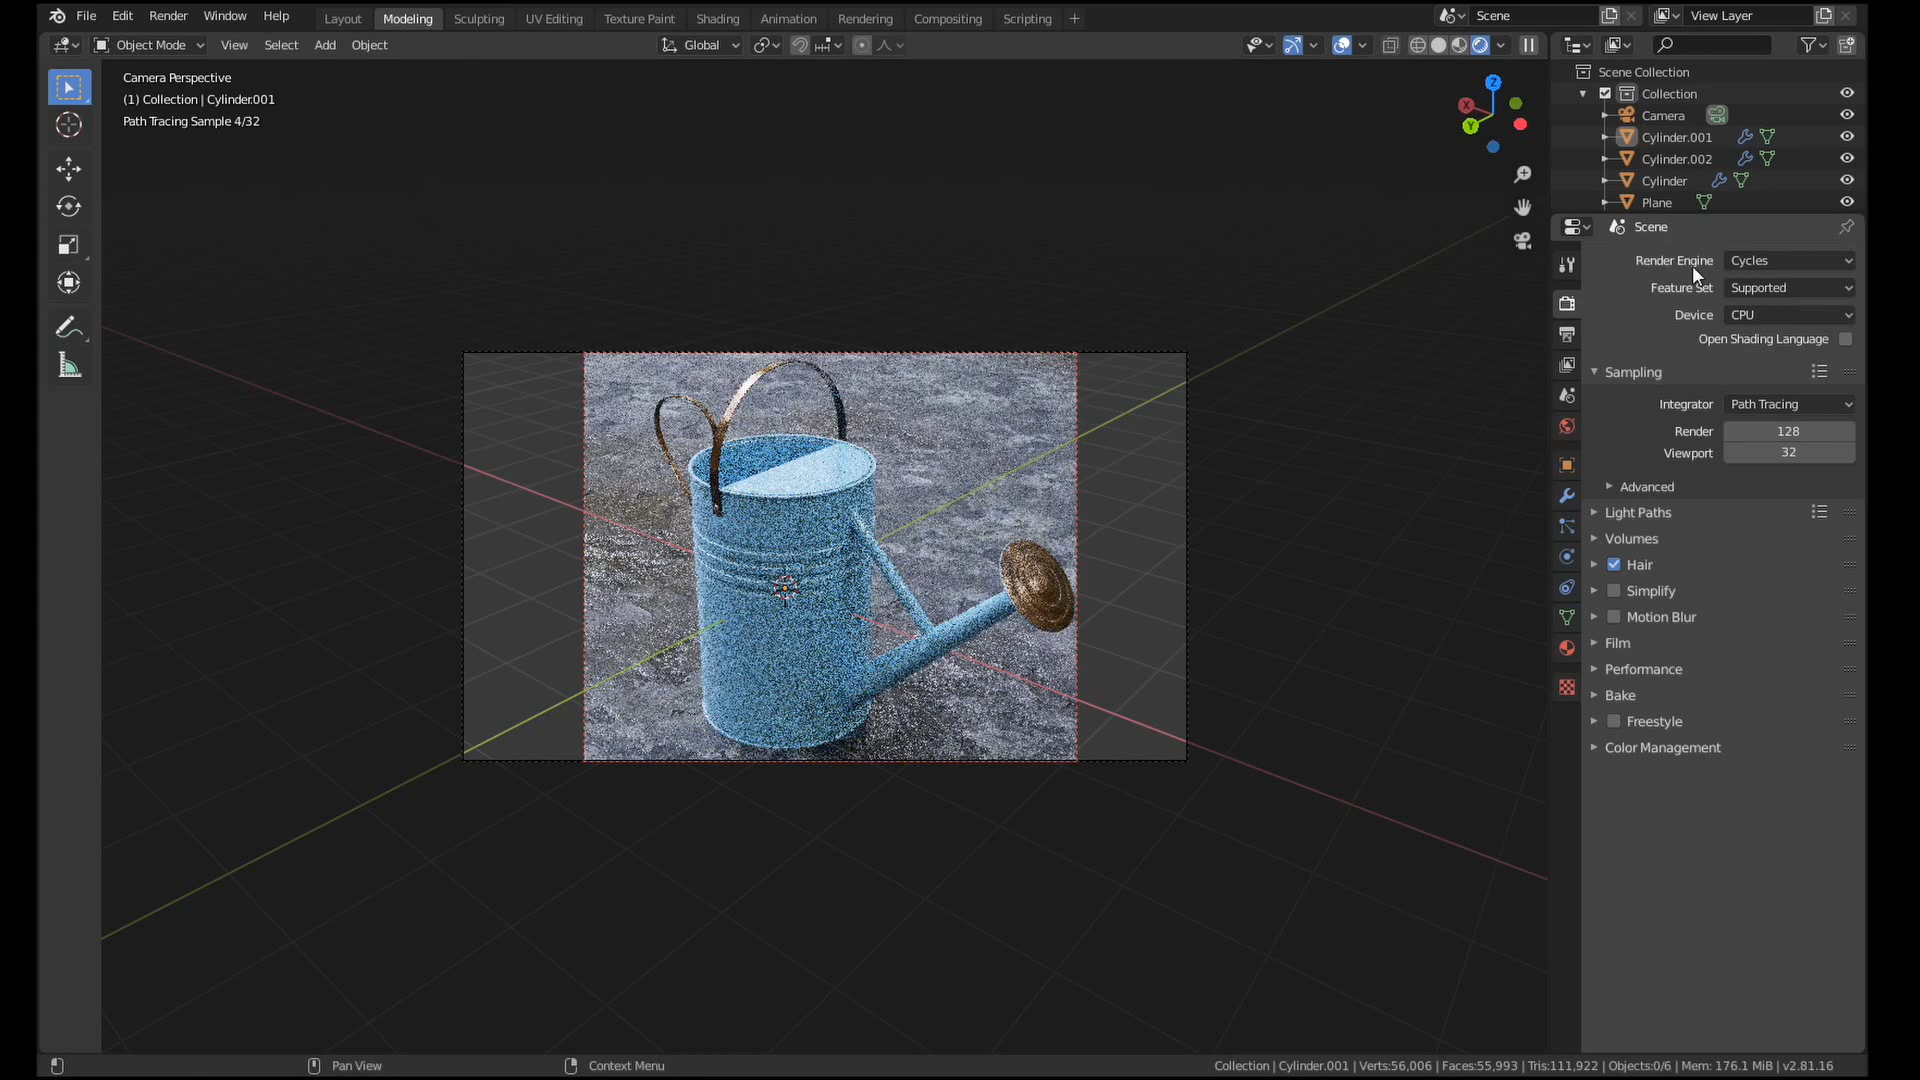 File Edit Render Window Help
Layout Modeling Sculpting UV Editing Texture Paint Shading Animation Rendering Compositing Scripting +
Scene
View Layer
Object Mode View Select Add Object
Global
Camera Perspective
(1) Collection | Cylinder.001
Path Tracing Sample 4/32
Z
X
Y
Scene Collection
Collection
Camera
Cylinder.001
Cylinder.002
Cylinder
Plane
Scene
Render Engine Cycles
Feature Set Supported
Device CPU
Open Shading Language
Sampling
Integrator Path Tracing
Render 128
Viewport 32
Advanced
Light Paths
Volumes
Hair
Simplify
Motion Blur
Film
Performance
Bake
Freestyle
Color Management
Pan View
Context Menu
Collection | Cylinder.001 | Verts:56,006 | Faces:55,993 | Tris:111,922 | Objects:0/6 | Mem: 176.1 MiB | v2.81.16